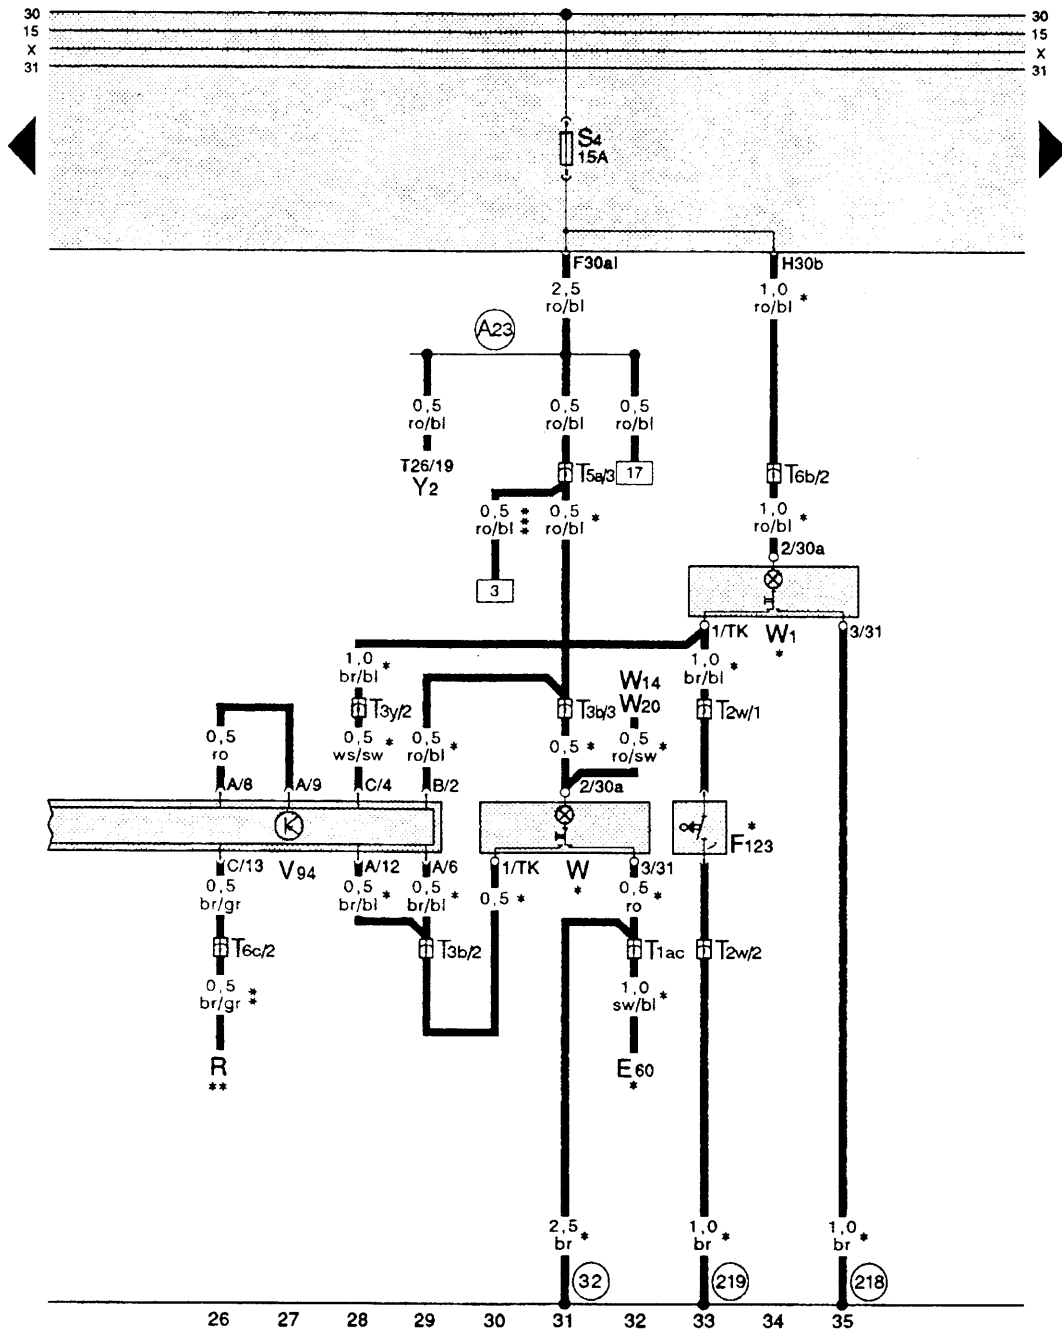 30 30
15 15
X X
31 31
S4
15A
F30al H30b
2,5 1,0
ro/bl ro/bl *
A23
0,5 0,5 0,5
ro/bl ro/bl ro/bl
T26/19 T5a/3 17 T6b/2
Y2
0,5 * * * 0,5 1,0
ro/bl ro/bl * ro/bl *
2/30a
3
1/TK W1 3/31
*
1,0 1,0
br/bl * br/bl *
W14
W20
T3y/2 T3b/3 T2w/1
0,5 0,5 0,5 0,5 * 0,5
ro ws/sw * ro/bl * ro/sw *
A/8 A/9 C/4 B/2 2/30a
*
F123
C/13 V94 A/12 A/6 1/TK W 3/31
*
0,5 0,5 0,5 0,5 * 0,5
br/gr br/bl * br/bl * ro *
T6c/2 T3b/2 T1ac T2w/2
0,5 1,0
br/gr ** sw/bl *
R E60
** *
2,5 1,0 1,0
br * br * br *
32 219 218
26 27 28 29 30 31 32 33 34 35